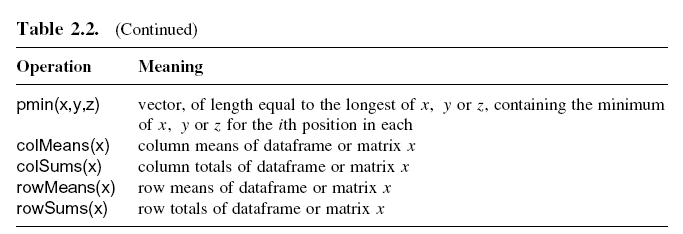 Table 2.2. (Continued)
Operation Meaning
pmin(x,y,z) vector, of length equal to the longest of x, y or z, containing the minimum
of x, y or z for the ith position in each
colMeans(x) column means of dataframe or matrix x
colSums(x) column totals of dataframe or matrix x
rowMeans(x) row means of dataframe or matrix x
rowSums(x) row totals of dataframe or matrix x